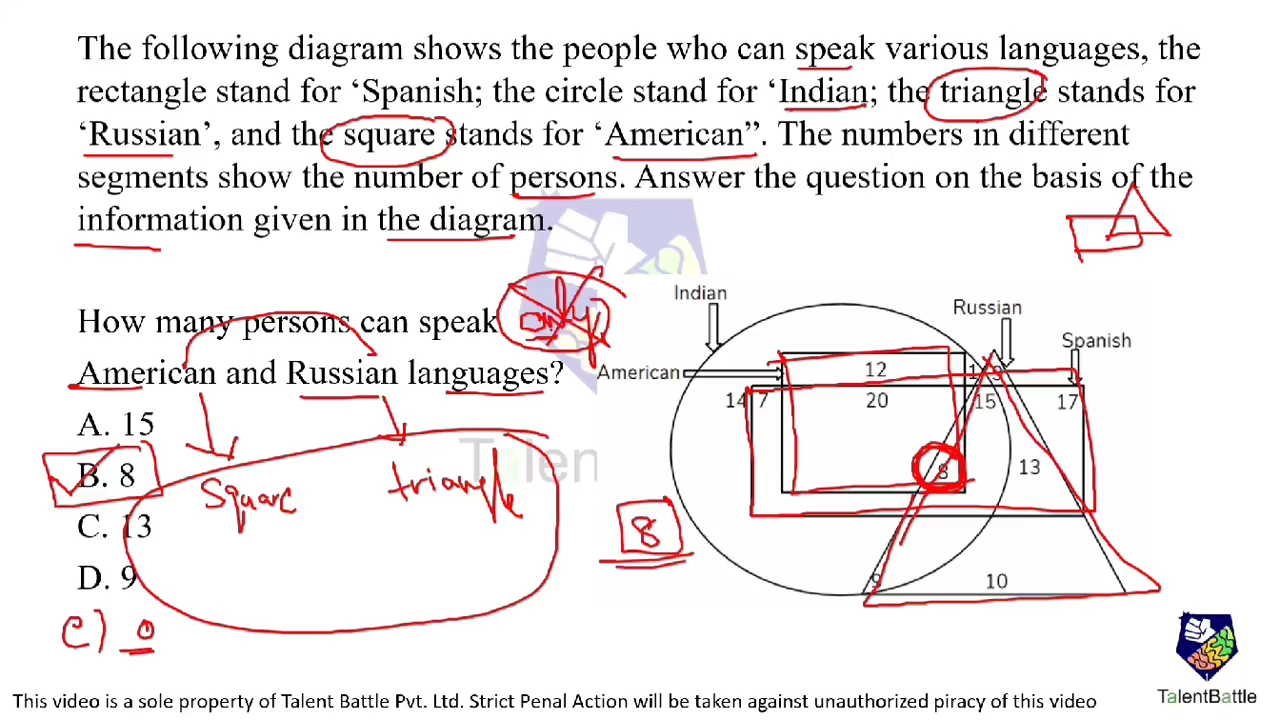 The following diagram shows the people who can speak various languages, the
rectangle stand for ‘Spanish; the circle stand for ‘Indian; the triangle stands for
‘Russian’, and the square stands for ‘American”. The numbers in different
segments show the number of persons. Answer the question on the basis of the
information given in the diagram.
How many persons can speak only
American and Russian languages?
A. 15
B. 8
C. 13
D. 9
e) 0
square
triangle
8
Indian
Russian
Spanish
American
12
14 7
20
15
17
8
13
9
10
TalentBattle
This video is a sole property of Talent Battle Pvt. Ltd. Strict Penal Action will be taken against unauthorized piracy of this video